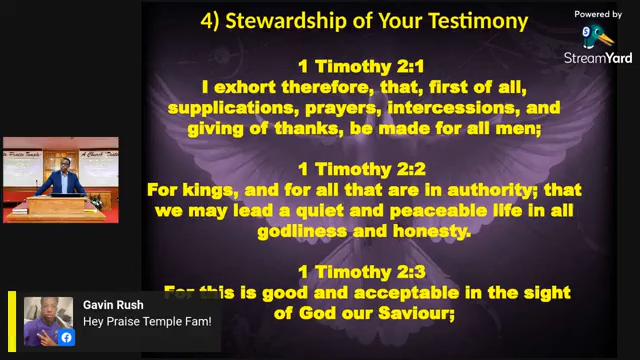 4) Stewardship of Your Testimony
Powered by
StreamYard
1 Timothy 2:1
I exhort therefore, that, first of all,
supplications, prayers, intercessions, and
giving of thanks, be made for all men;
1 Timothy 2:2
For kings, and for all that are in authority; that
we may lead a quiet and peaceable life in all
godliness and honesty.
1 Timothy 2:3
For this is good and acceptable in the sight
of God our Saviour;
Gavin Rush
Hey Praise Temple Fam!